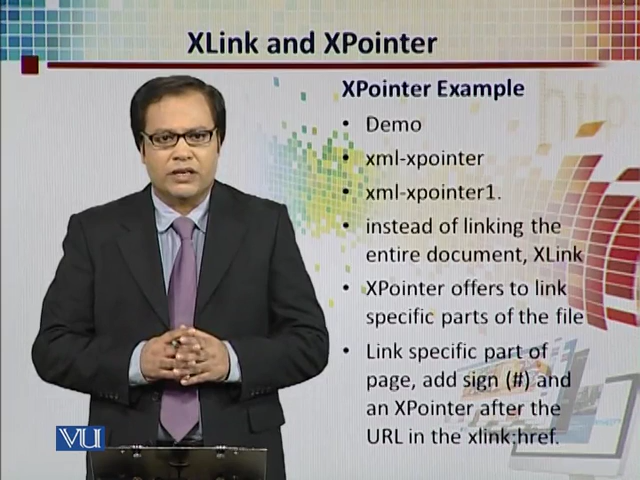 XLink and XPointer
XPointer Example
• Demo
• xml-xpointer
• xml-xpointer1.
• instead of linking the
entire document, XLink
• XPointer offers to link
specific parts of the file
• Link specific part of
page, add sign (#) and
an XPointer after the
URL in the xlink:href.
VU